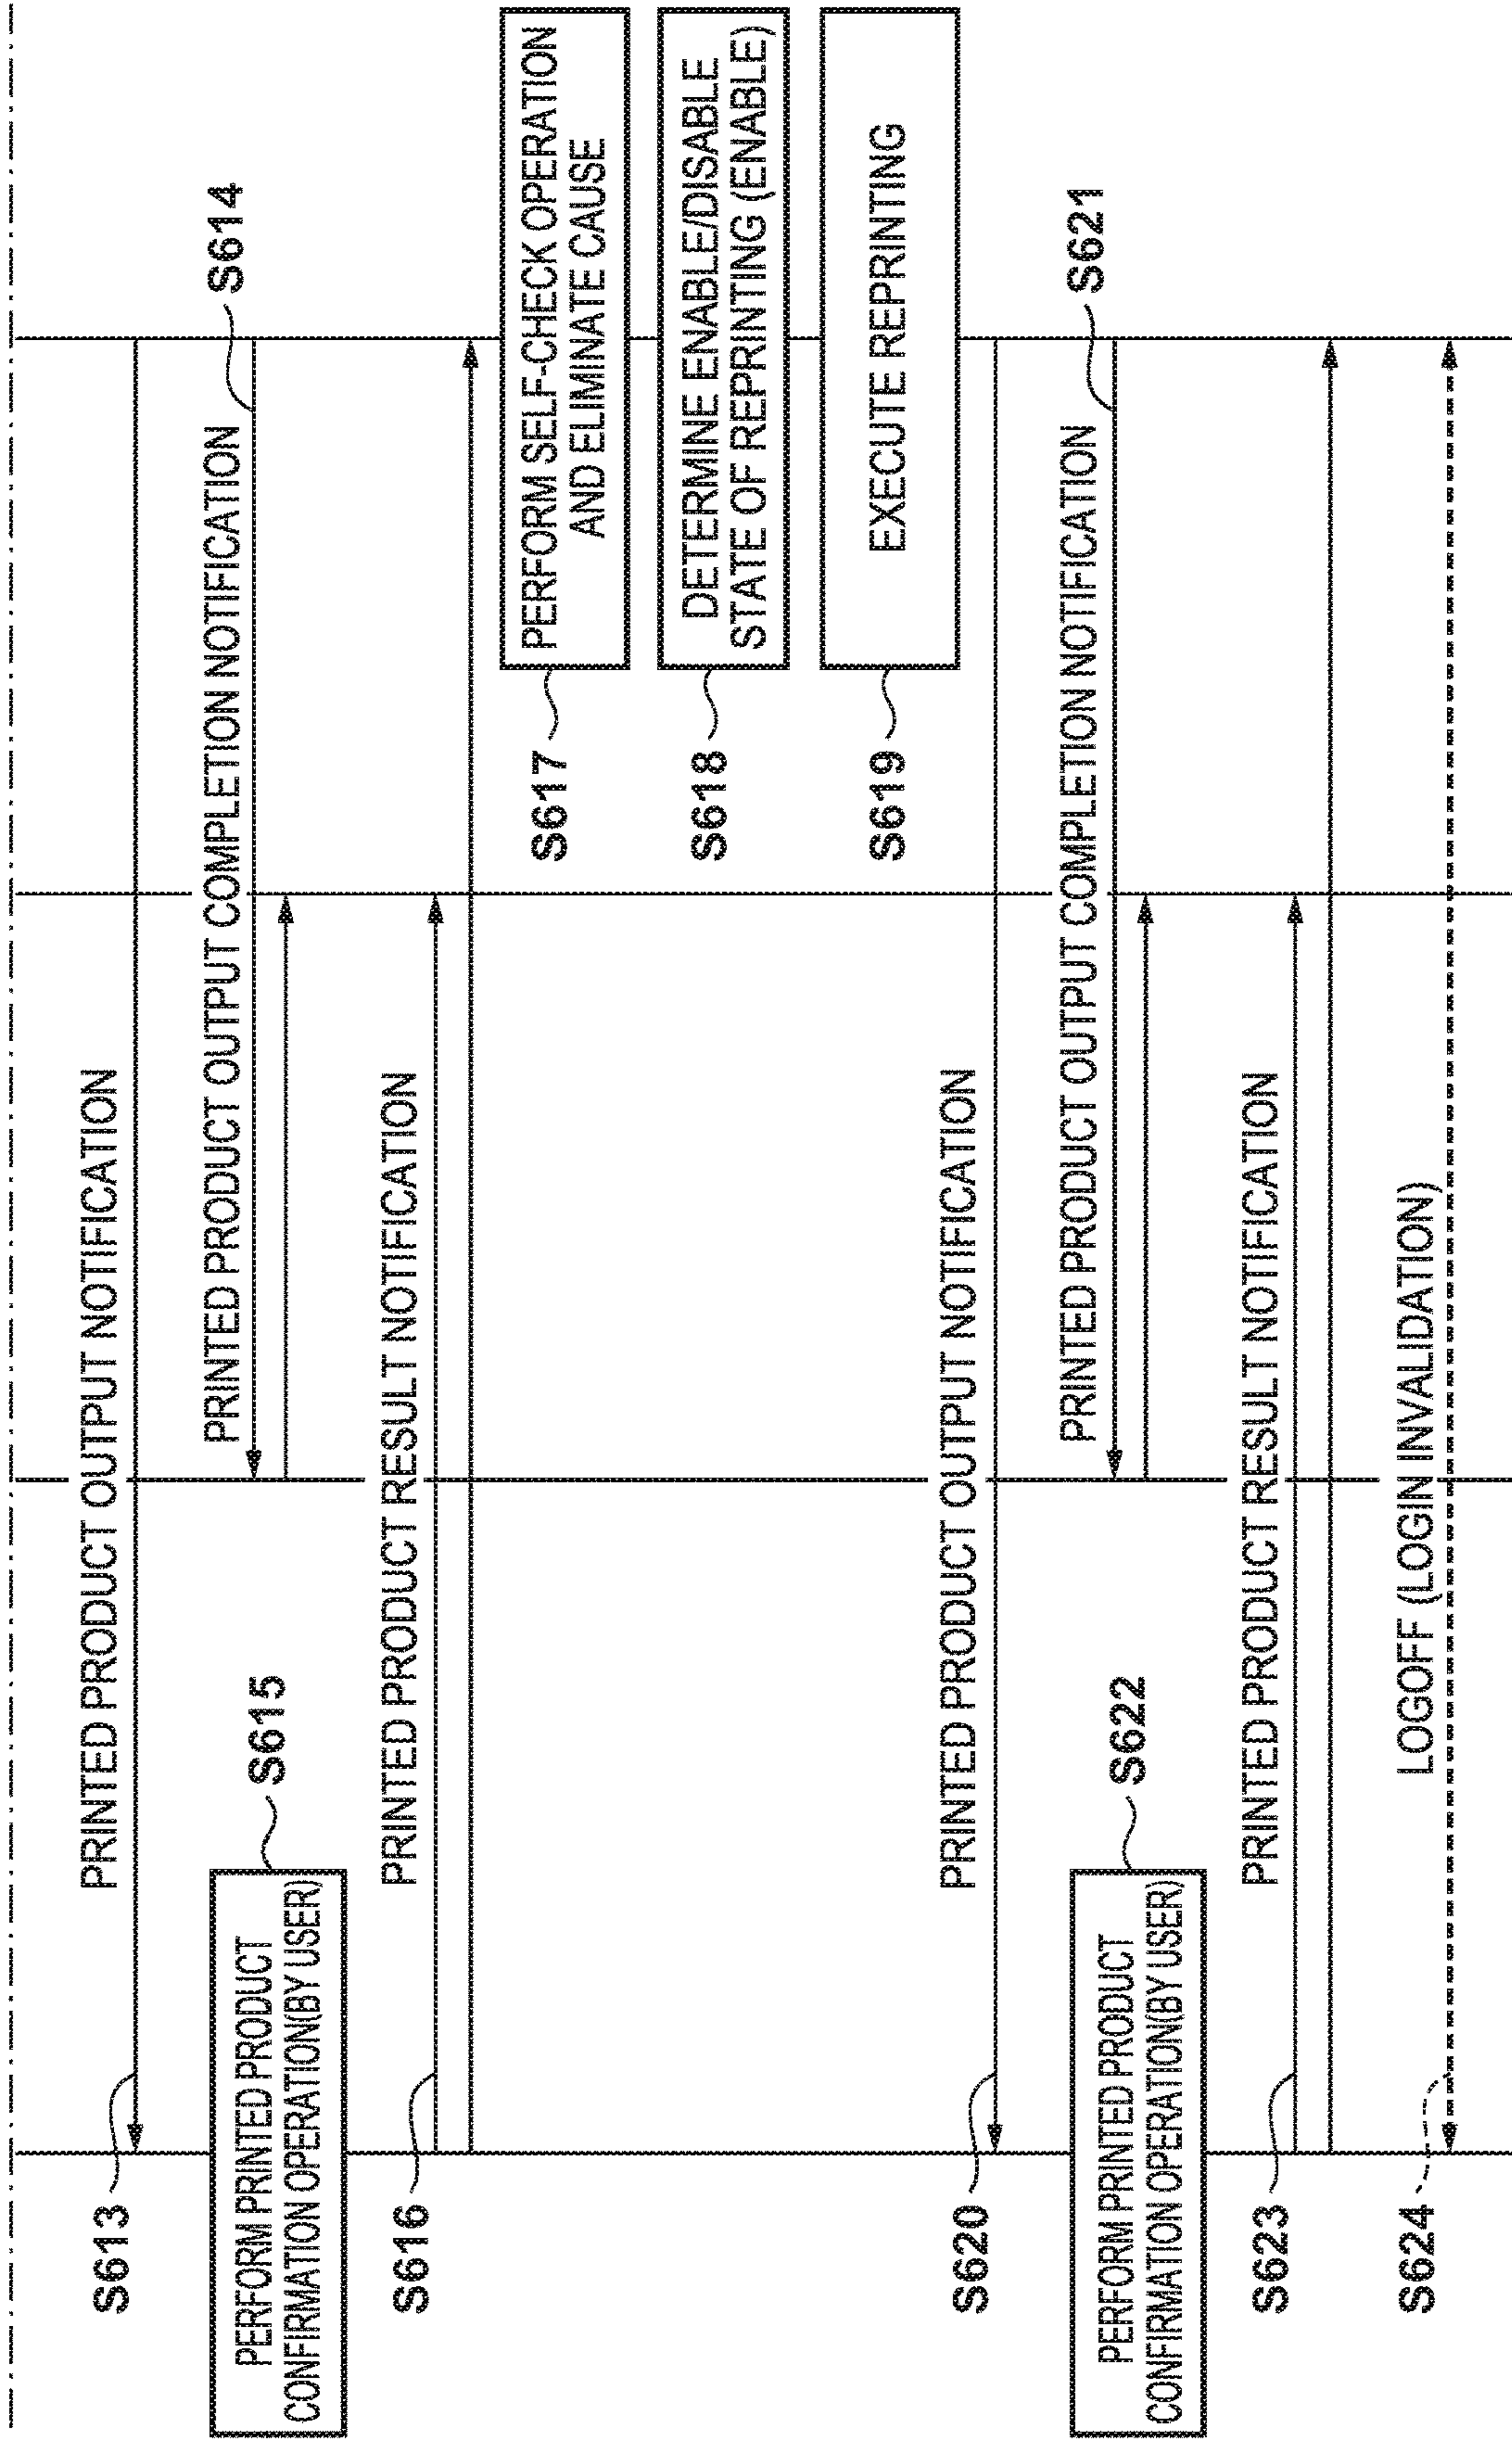 S613
PRINTED PRODUCT OUTPUT NOTIFICATION
PRINTED PRODUCT OUTPUT COMPLETION NOTIFICATION
S614
PERFORM PRINTED PRODUCT
CONFIRMATION OPERATION(BY USER)
S615
S616
PRINTED PRODUCT RESULT NOTIFICATION
S617
PERFORM SELF-CHECK OPERATION
AND ELIMINATE CAUSE
S618
DETERMINE ENABLE/DISABLE
STATE OF REPRINTING (ENABLE)
S619
EXECUTE REPRINTING
S620
PRINTED PRODUCT OUTPUT NOTIFICATION
PRINTED PRODUCT OUTPUT COMPLETION NOTIFICATION
S621
PERFORM PRINTED PRODUCT
CONFIRMATION OPERATION(BY USER)
S622
S623
PRINTED PRODUCT RESULT NOTIFICATION
S624
LOGOFF (LOGIN INVALIDATION)